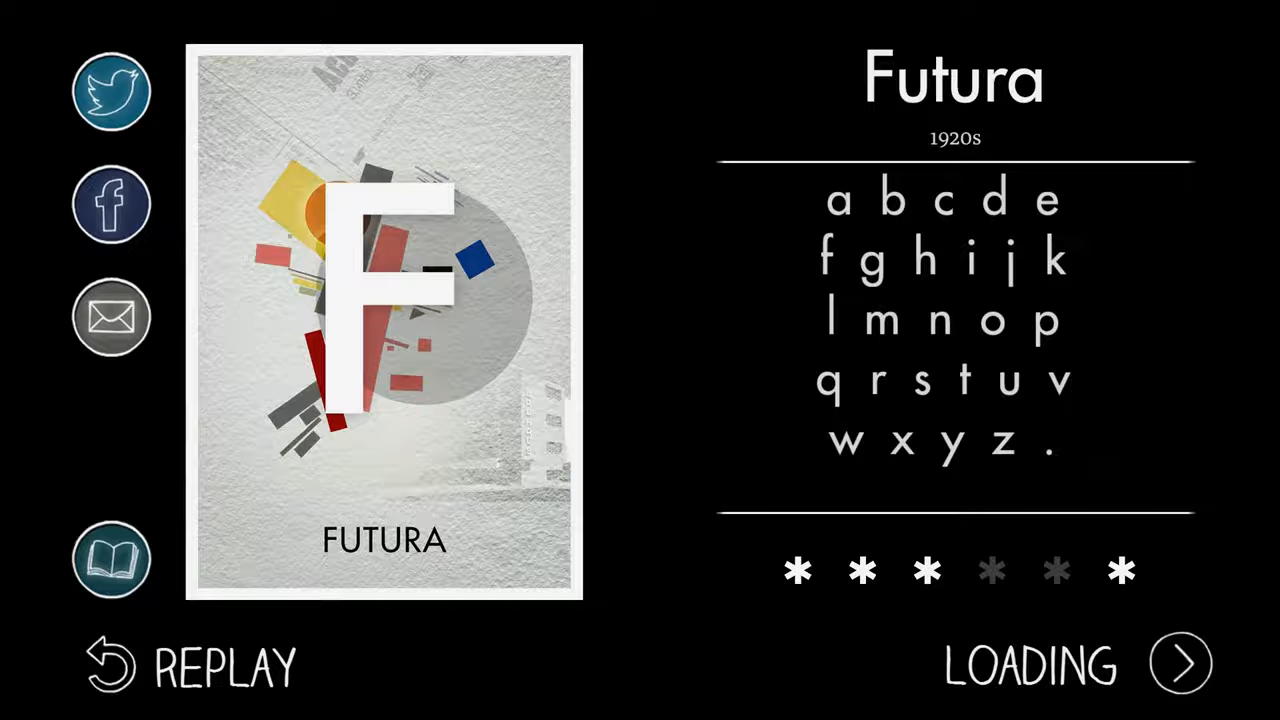 Futura
1920s
a b c d e
f g h i j k
l m n o p
q r s t u v
w x y z .
* * * * * *
F
FUTURA
REPLAY
LOADING